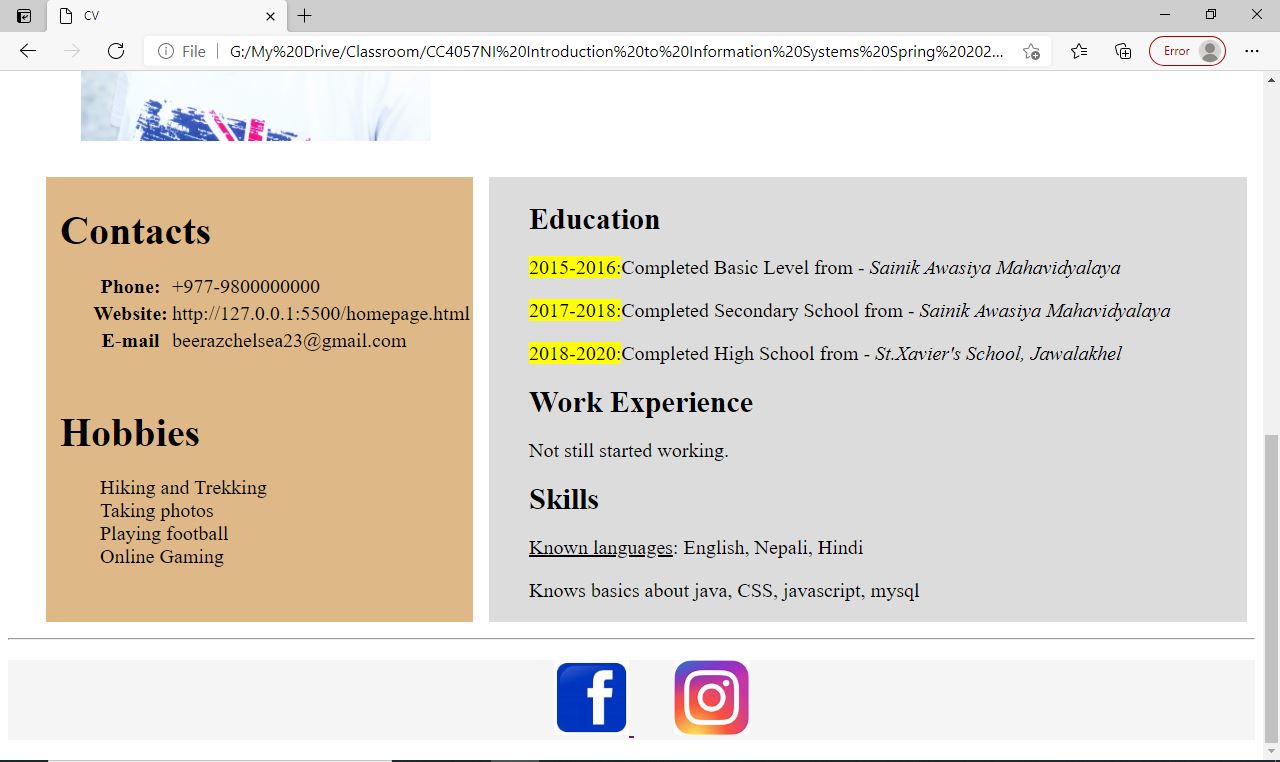 CV
File
G:/My%20Drive/Classroom/CC4057NI%20Introduction%20to%20Information%20Systems%20Spring%20202...
Error
Contacts
Phone: +977-9800000000
Website: http://127.0.0.1:5500/homepage.html
E-mail beerazchelsea23@gmail.com
Hobbies
Hiking and Trekking
Taking photos
Playing football
Online Gaming
Education
2015-2016:Completed Basic Level from - Sainik Awasiya Mahavidyalaya
2017-2018:Completed Secondary School from - Sainik Awasiya Mahavidyalaya
2018-2020:Completed High School from - St.Xavier's School, Jawalakhel
Work Experience
Not still started working.
Skills
Known languages: English, Nepali, Hindi
Knows basics about java, CSS, javascript, mysql